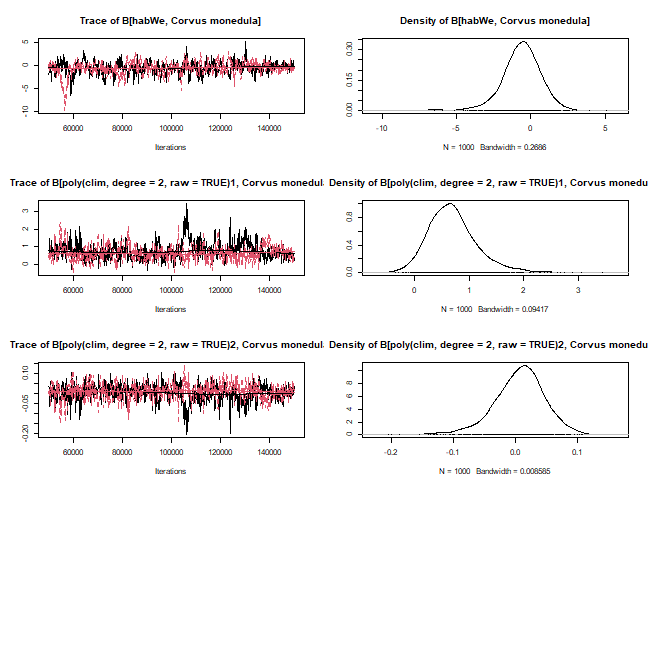 Trace of B[habWe, Corvus monedula]
Density of B[habWe, Corvus monedula]
5
0
-5
-10
60000 80000 100000 120000 140000
Iterations
0.30
0.15
0.00
-10 -5 0 5
N = 1000 Bandwidth = 0.2686
Trace of B[poly(clim, degree = 2, raw = TRUE)1, Corvus monedul
Density of B[poly(clim, degree = 2, raw = TRUE)1, Corvus monedu
3
2
1
0
60000 80000 100000 120000 140000
Iterations
0.8
0.4
0.0
0 1 2 3
N = 1000 Bandwidth = 0.09417
Trace of B[poly(clim, degree = 2, raw = TRUE)2, Corvus monedul
Density of B[poly(clim, degree = 2, raw = TRUE)2, Corvus monedu
0.10
-0.05
-0.20
60000 80000 100000 120000 140000
Iterations
8
6
4
2
0
-0.2 -0.1 0.0 0.1
N = 1000 Bandwidth = 0.008585